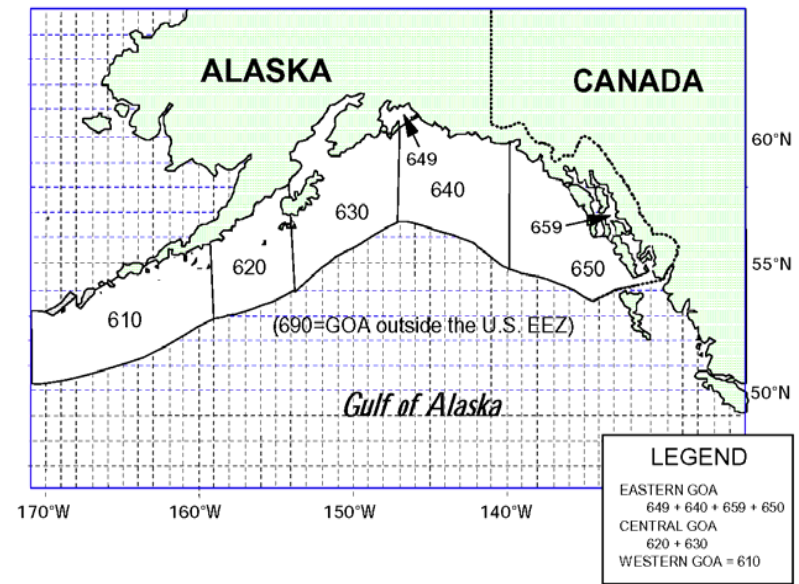 ALASKA
CANADA
60°N
649
640
630
659
620
650
55°N
610
(690=GOA outside the U.S. EEZ)
50°N
Gulf of Alaska
LEGEND
EASTERN GOA
649 + 640 + 659 + 650
CENTRAL GOA
620 + 630
WESTERN GOA = 610
170°W
160°W
150°W
140°W